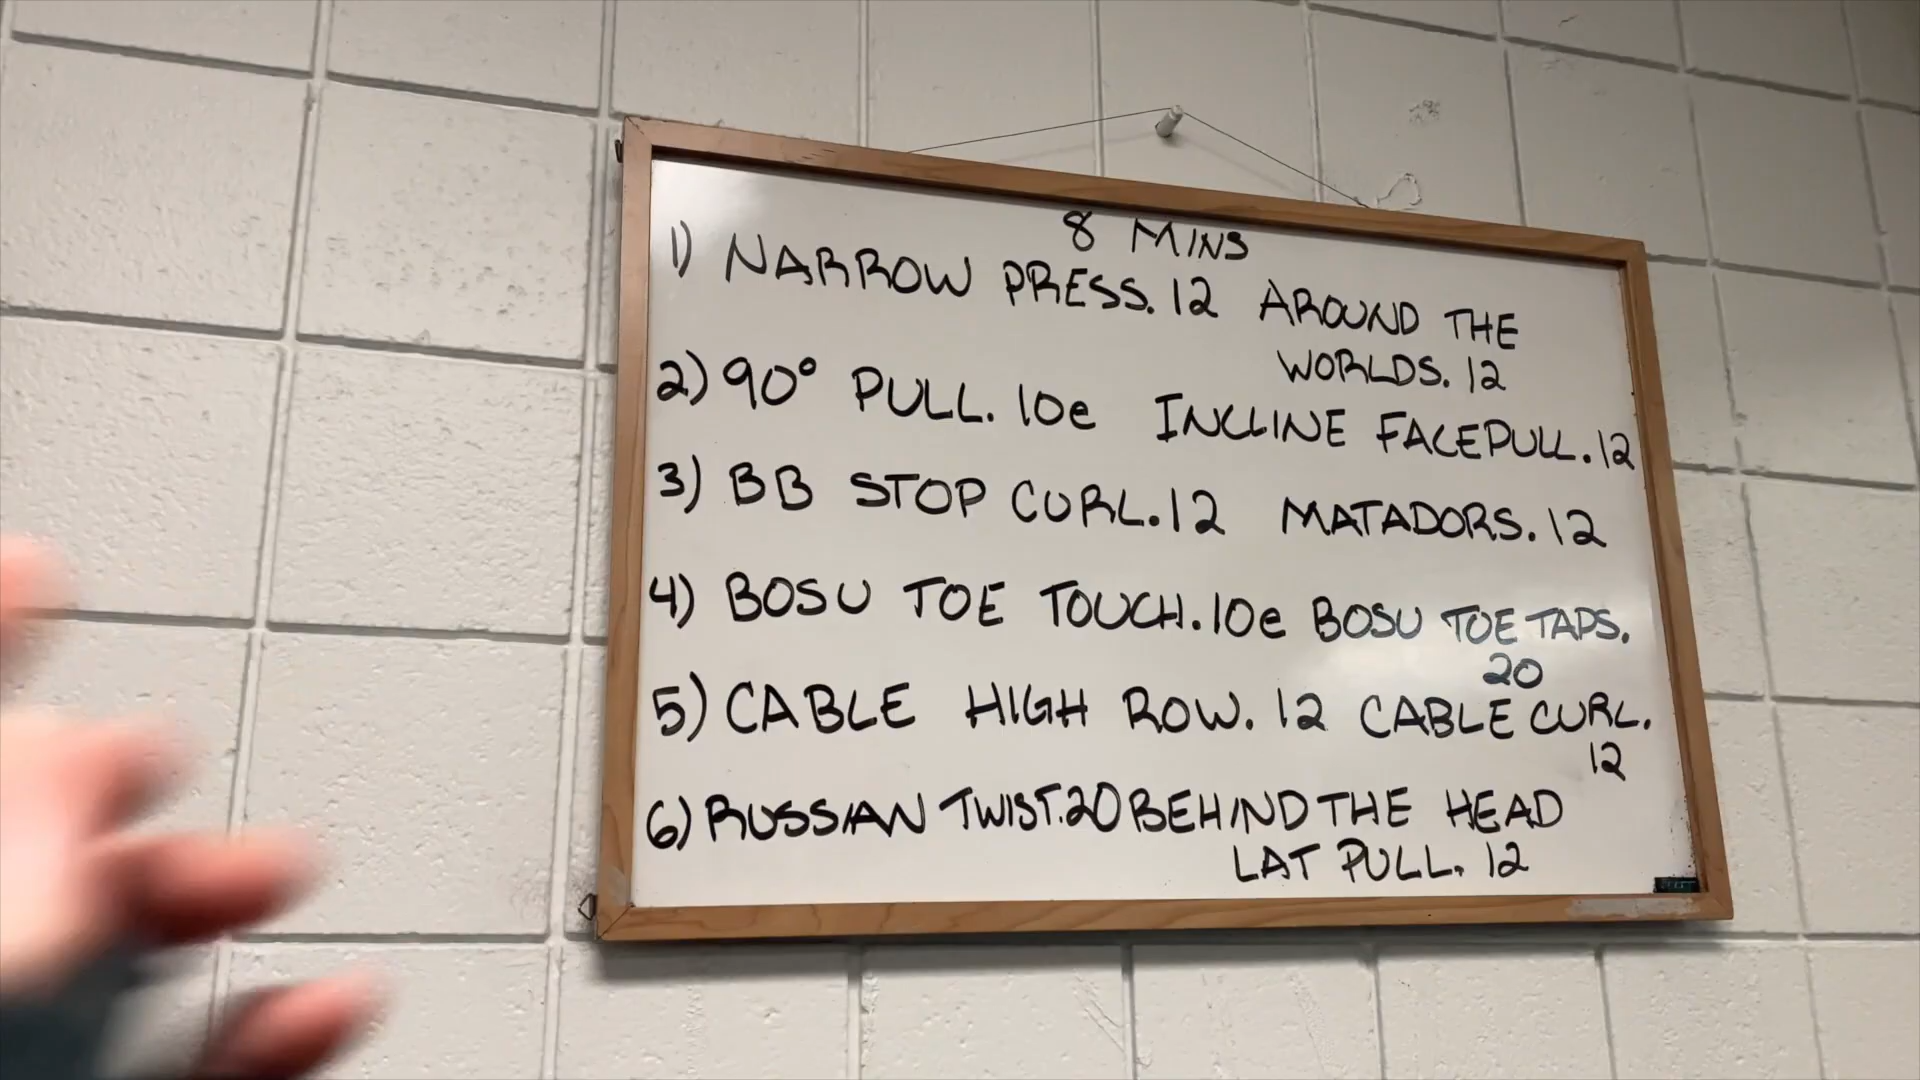 8 MINS
1) NARROW PRESS. 12 AROUND THE
WORLDS. 12
2) 90° PULL. 10e INCLINE FACEPULL. 12
3) BB STOP CURL. 12 MATADORS. 12
4) BOSU TOE TOUCH. 10e BOSU TOE TAPS.
20
5) CABLE HIGH ROW. 12 CABLE CURL.
12
6) RUSSIAN TWIST. 20 BEHIND THE HEAD
LAT PULL. 12